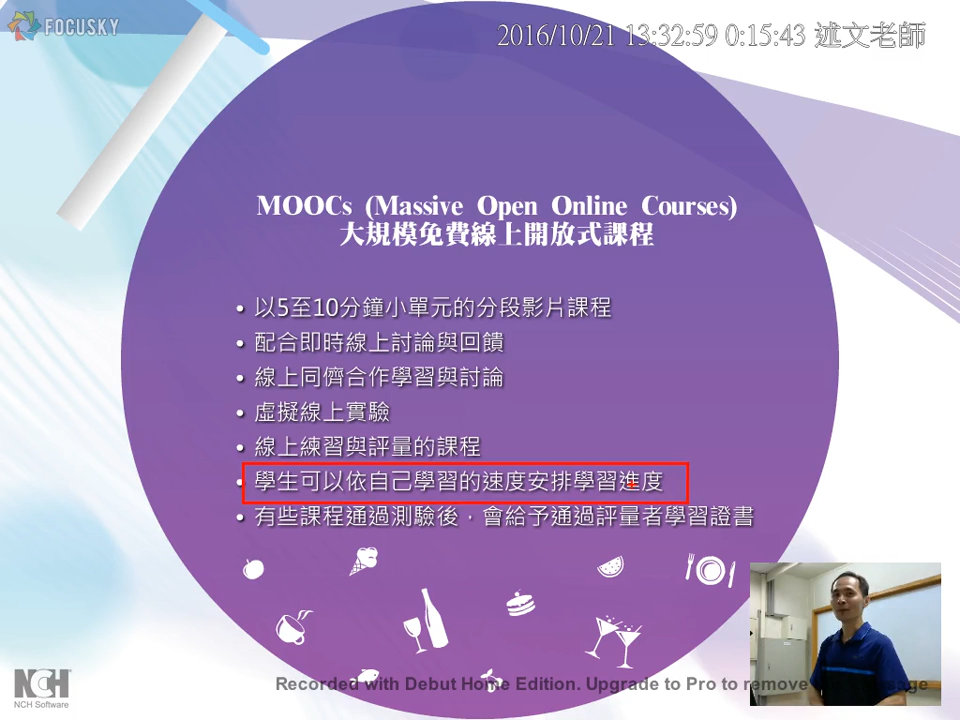 FOCUSKY
2016/10/21 13:32:59 0:15:43 述文老師
MOOCs (Massive Open Online Courses)
大規模免費線上開放式課程
• 以5至10分鐘小單元的分段影片課程
• 配合即時線上討論與回饋
• 線上同儕合作學習與討論
• 虛擬線上實驗
• 線上練習與評量的課程
• 學生可以依自己學習的速度安排學習進度
• 有些課程通過測驗後，會給予通過評量者學習證書
NCH
NCH Software
Recorded with Debut Home Edition. Upgrade to Pro to remove